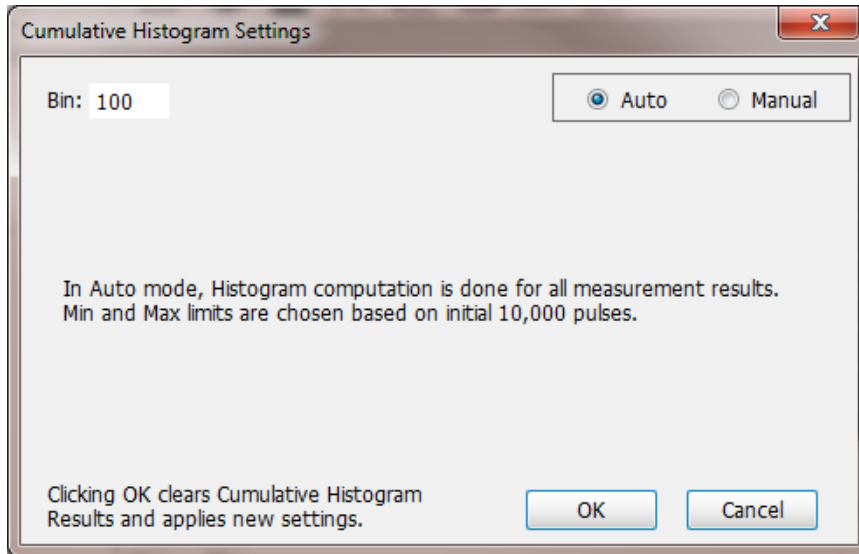 Cumulative Histogram Settings
Bin: 100
Auto
Manual
In Auto mode, Histogram computation is done for all measurement results.
Min and Max limits are chosen based on initial 10,000 pulses.
Clicking OK clears Cumulative Histogram
Results and applies new settings.
OK
Cancel